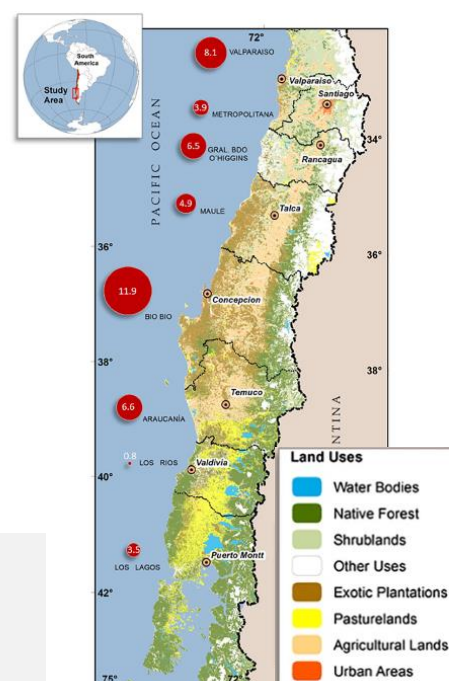 South
America
Study
Area
72°
8.1
VALPARAISO
Valparaiso
Santiago
3.9
METROPOLITANA
34°
6.5
GRAL. BDO
O'HIGGINS
Rancagua
PACIFIC OCEAN
4.9
MAULE
Talca
36°
36°
11.9
BIO BIO
Concepcion
38°
38°
Temuco
6.6
ARAUCANÍA
NTINA
0.8
LOS RIOS
Valdivia
40°
3.5
LOS LAGOS
Puerto Montt
42°
75°
72°
Land Uses
Water Bodies
Native Forest
Shrublands
Other Uses
Exotic Plantations
Pasturelands
Agricultural Lands
Urban Areas